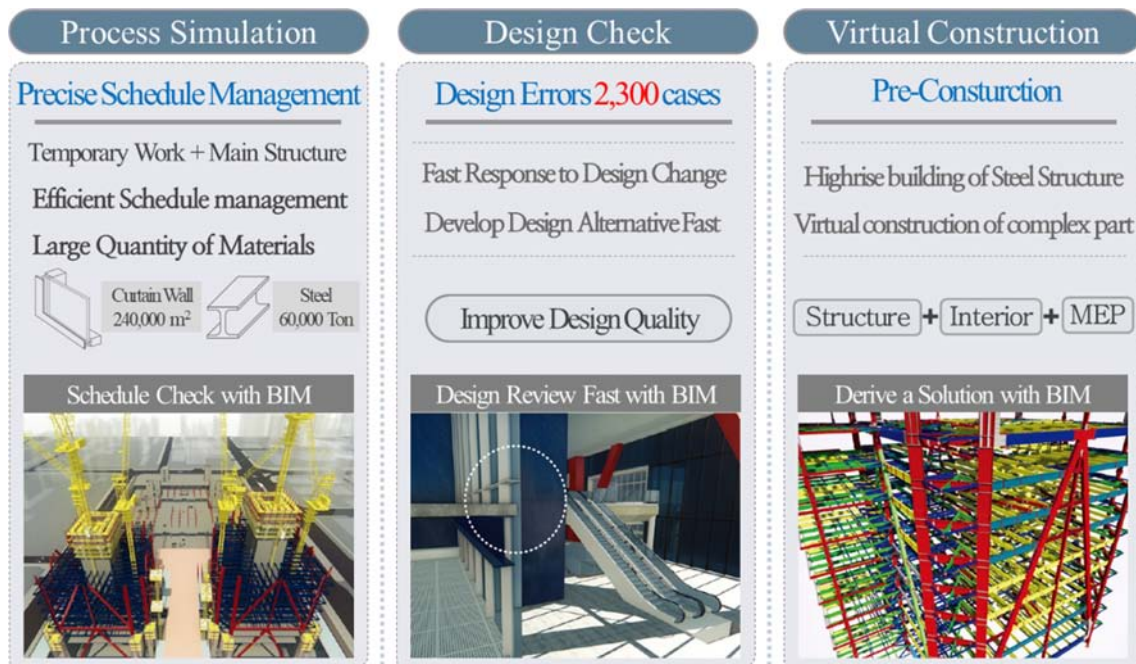 Process Simulation
Precise Schedule Management
Temporary Work + Main Structure
Efficient Schedule management
Large Quantity of Materials
Curtain Wall
240,000 m²
Steel
60,000 Ton
Schedule Check with BIM
Design Check
Design Errors 2,300 cases
Fast Response to Design Change
Develop Design Alternative Fast
Improve Design Quality
Design Review Fast with BIM
Virtual Construction
Pre-Consturction
Highrise building of Steel Structure
Virtual construction of complex part
Structure + Interior + MEP
Derive a Solution with BIM